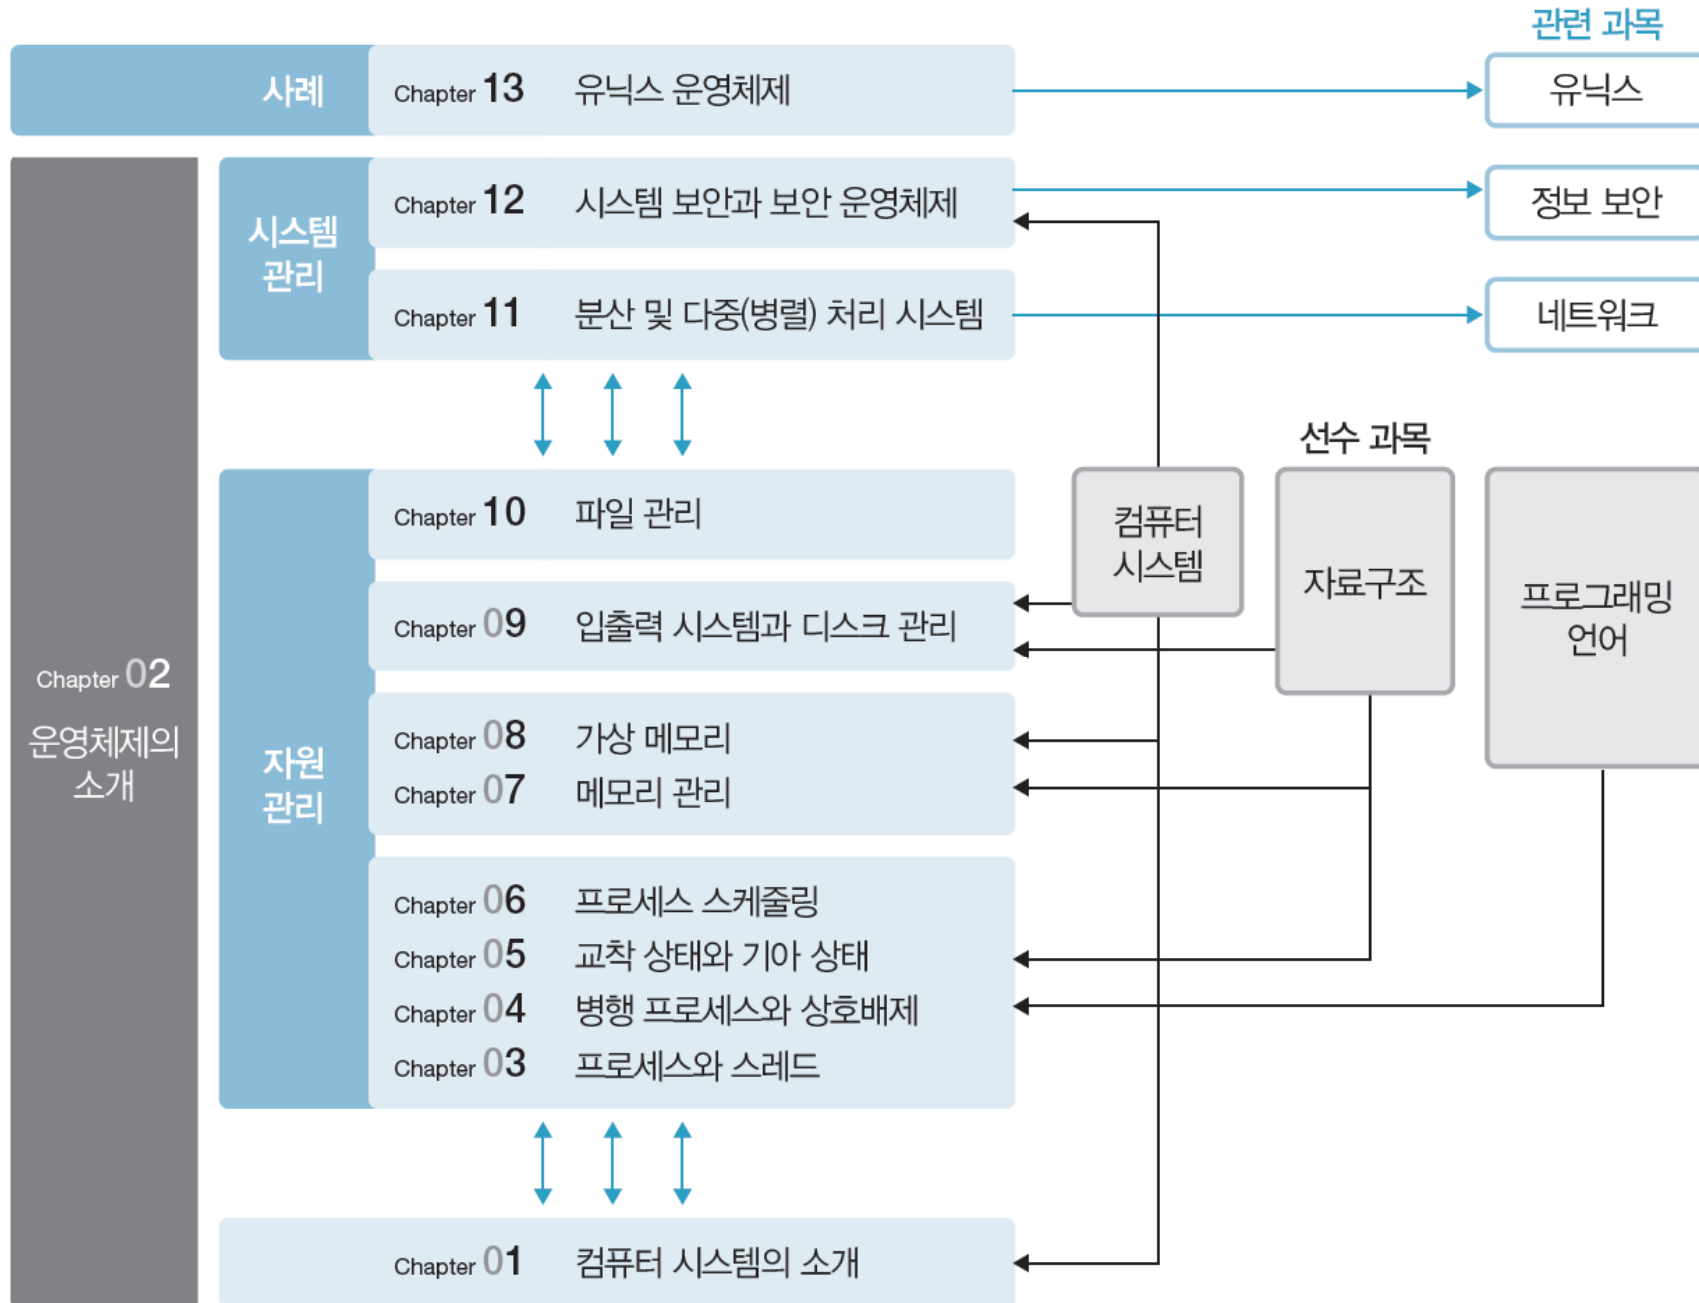 관련 과목
사례
Chapter 13 유닉스 운영체제
유닉스
시스템
관리
Chapter 12 시스템 보안과 보안 운영체제
정보 보안
Chapter 11 분산 및 다중(병렬) 처리 시스템
네트워크
선수 과목
컴퓨터
시스템
자료구조
프로그래밍
언어
Chapter 02
운영체제의
소개
자원
관리
Chapter 10 파일 관리
Chapter 09 입출력 시스템과 디스크 관리
Chapter 08 가상 메모리
Chapter 07 메모리 관리
Chapter 06 프로세스 스케줄링
Chapter 05 교착 상태와 기아 상태
Chapter 04 병행 프로세스와 상호배제
Chapter 03 프로세스와 스레드
Chapter 01 컴퓨터 시스템의 소개